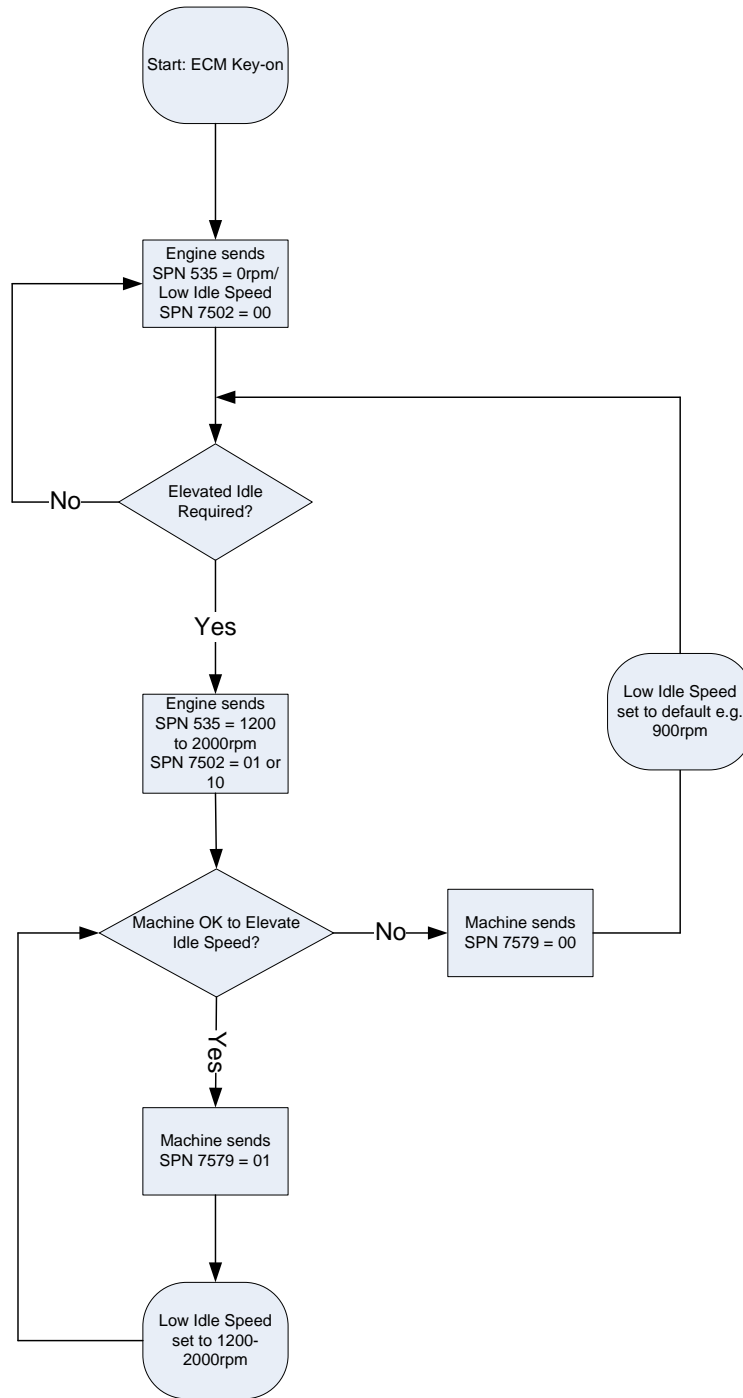 Start: ECM Key-on
Engine sends
SPN 535 = 0rpm/
Low Idle Speed
SPN 7502 = 00
Elevated Idle
Required?
No
Yes
Engine sends
SPN 535 = 1200
to 2000rpm
SPN 7502 = 01 or
10
Low Idle Speed
set to default e.g.
900rpm
Machine OK to Elevate
Idle Speed?
No
Machine sends
SPN 7579 = 00
Yes
Machine sends
SPN 7579 = 01
Low Idle Speed
set to 1200-
2000rpm